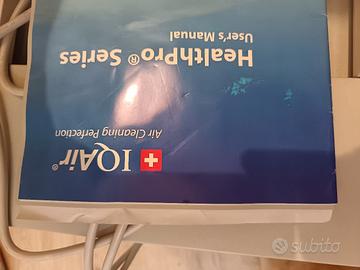 IQAir®
Air Cleaning Perfection
HealthPro® Series
User's Manual
subito